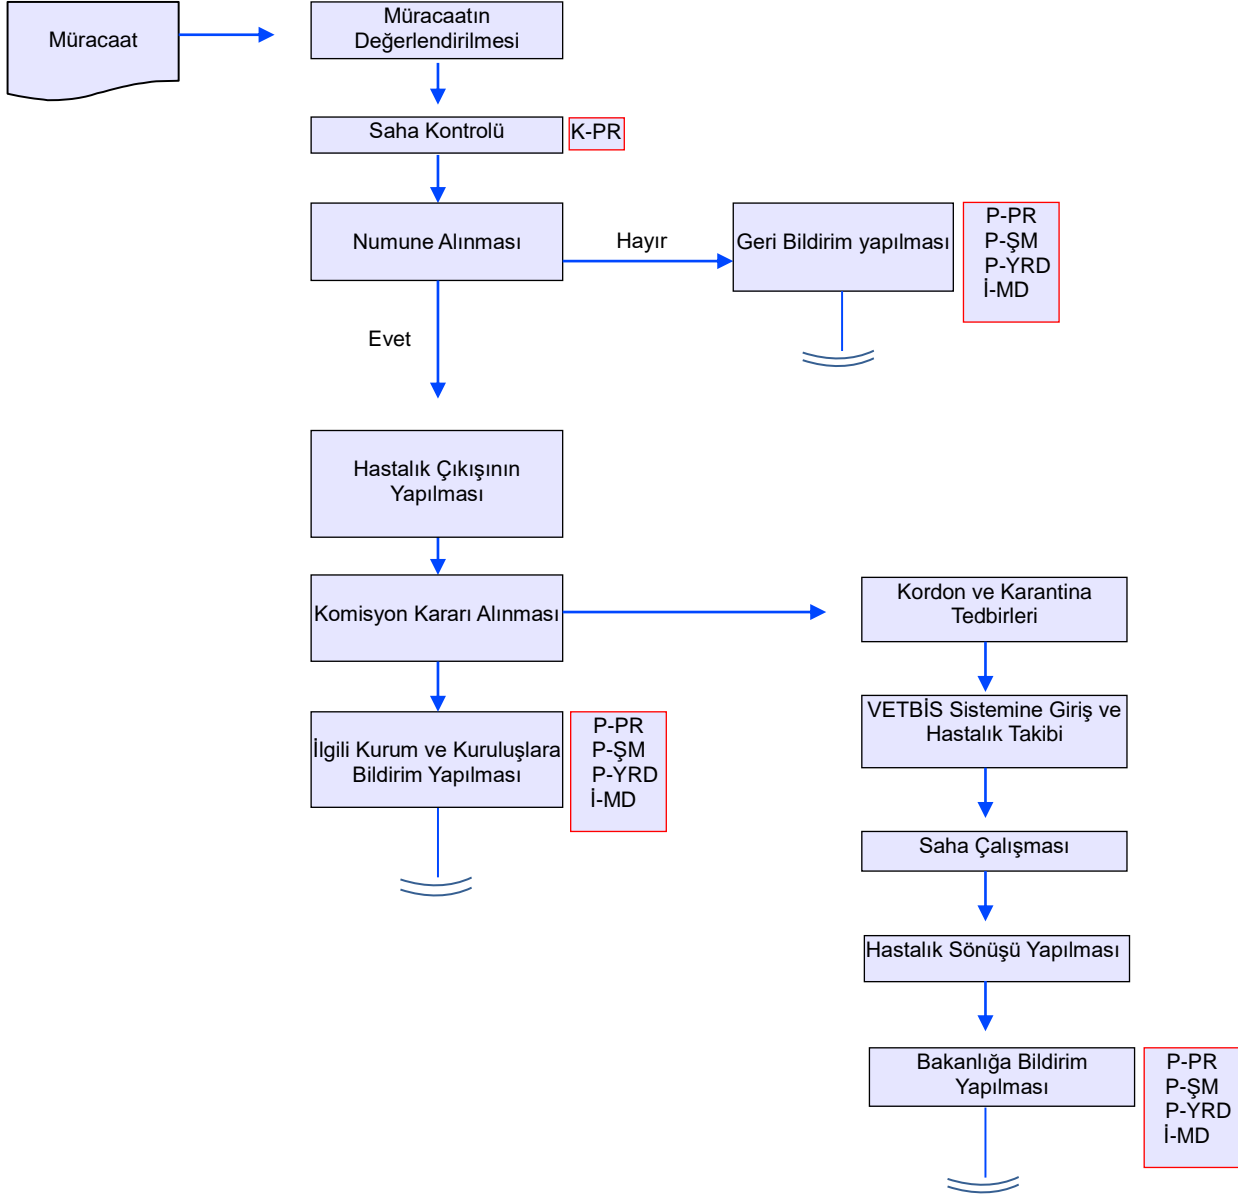 Müracaat
Müracaatın
Değerlendirilmesi
Saha Kontrolü
K-PR
Numune Alınması
Hayır
Geri Bildirim yapılması
P-PR
P-ŞM
P-YRD
İ-MD
Evet
Hastalık Çıkışının
Yapılması
Komisyon Kararı Alınması
Kordon ve Karantina
Tedbirleri
İlgili Kurum ve Kuruluşlara
Bildirim Yapılması
P-PR
P-ŞM
P-YRD
İ-MD
VETBİS Sistemine Giriş ve
Hastalık Takibi
Saha Çalışması
Hastalık Sönüşü Yapılması
Bakanlığa Bildirim
Yapılması
P-PR
P-ŞM
P-YRD
İ-MD